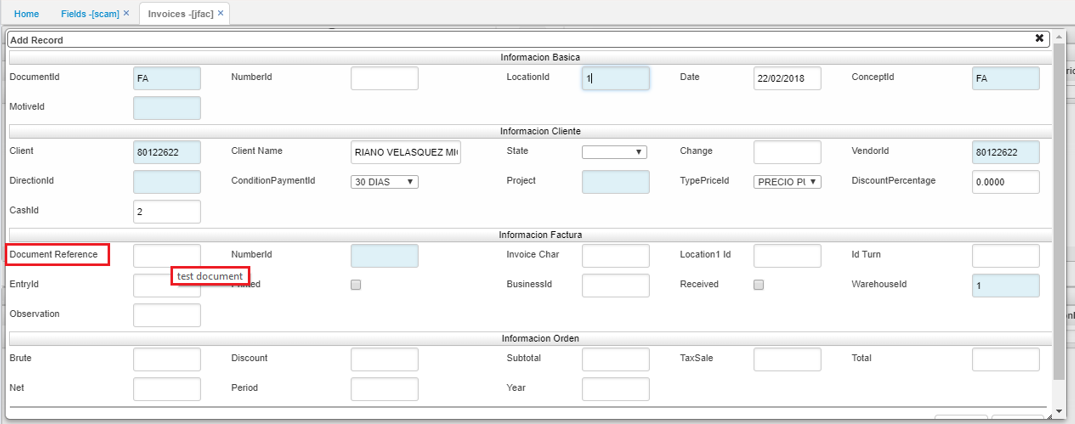 Home Fields -[scam] × Invoices -[jfac] ×
Add Record ✖
Informacion Basica
DocumentId FA NumberId LocationId 1 Date 22/02/2018 ConceptId FA
MotiveId
Informacion Cliente
Client 80122622 Client Name RIANO VELASQUEZ State Change VendorId 80122622
DirectionId ConditionPaymentId 30 DIAS Project TypePriceId PRECIO DiscountPercentage 0.0000
CashId 2
Informacion Factura
Document Reference NumberId Invoice Char Location1 Id Id Turn
test document
EntryId BusinessId Received WarehouseId 1
Observation
Informacion Orden
Brute Discount Subtotal TaxSale Total
Net Period Year